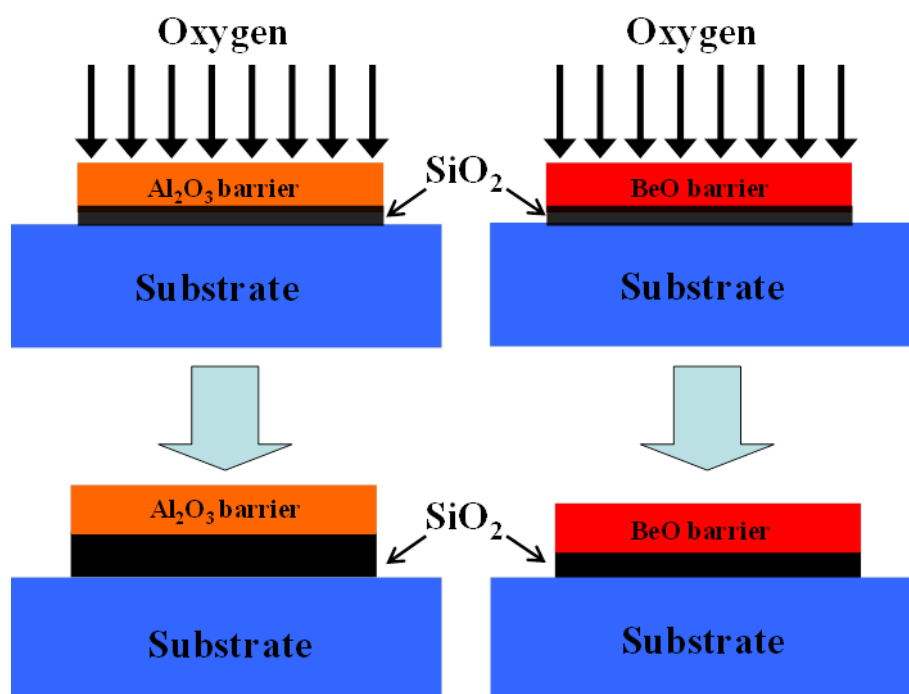 Oxygen
Oxygen
Al₂O₃ barrier
SiO₂
BeO barrier
Substrate
Substrate
Al₂O₃ barrier
SiO₂
BeO barrier
Substrate
Substrate